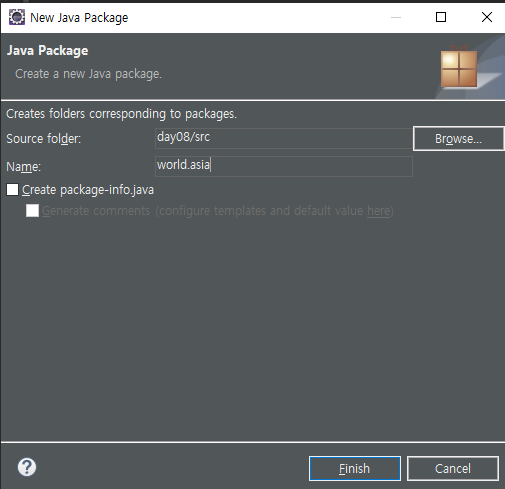 New Java Package
Java Package
Create a new Java package.
Creates folders corresponding to packages.
Source folder: day08/src Browse...
Name: world.asia
Create package-info.java
Generate comments (configure templates and default value here)
? Finish Cancel